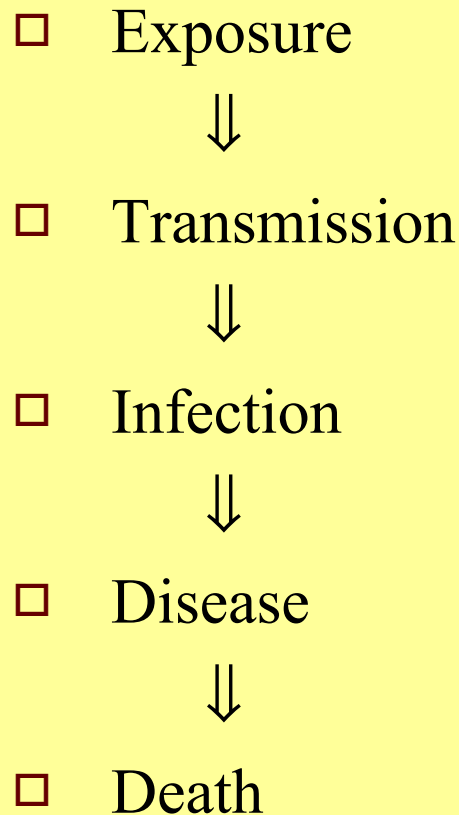 □ Exposure
⇓
□ Transmission
⇓
□ Infection
⇓
□ Disease
⇓
□ Death